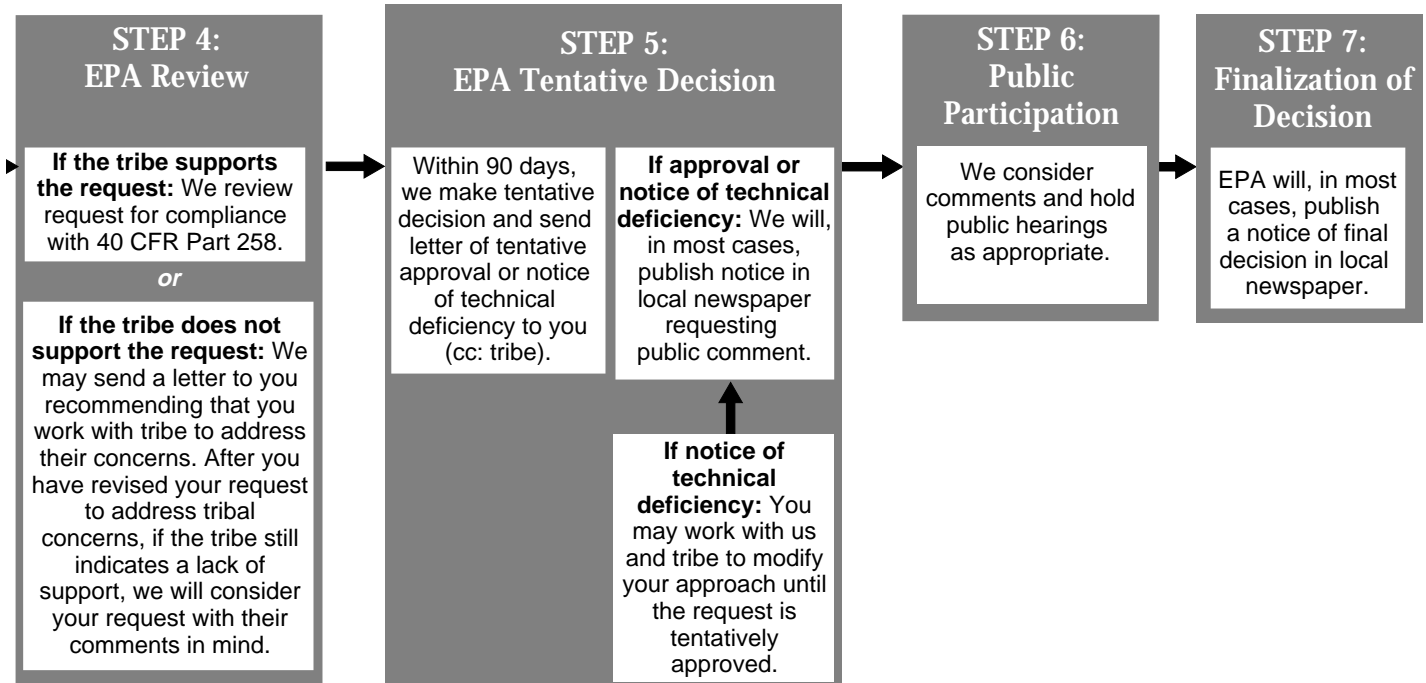 STEP 4:
EPA Review
If the tribe supports
the request: We review
request for compliance
with 40 CFR Part 258.
or
If the tribe does not
support the request: We
may send a letter to you
recommending that you
work with tribe to address
their concerns. After you
have revised your request
to address tribal
concerns, if the tribe still
indicates a lack of
support, we will consider
your request with their
comments in mind.
STEP 5:
EPA Tentative Decision
Within 90 days,
we make tentative
decision and send
letter of tentative
approval or notice
of technical
deficiency to you
(cc: tribe).
If approval or
notice of technical
deficiency: We will,
in most cases,
publish notice in
local newspaper
requesting
public comment.
If notice of
technical
deficiency: You
may work with us
and tribe to modify
your approach until
the request is
tentatively
approved.
STEP 6:
Public
Participation
We consider
comments and hold
public hearings
as appropriate.
STEP 7:
Finalization of
Decision
EPA will, in most
cases, publish
a notice of final
decision in local
newspaper.